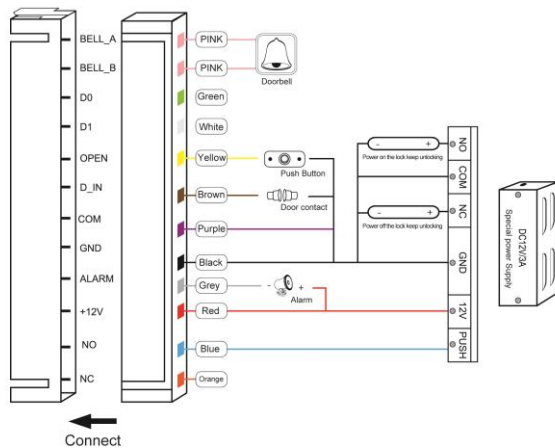 BELL_A
PINK
BELL_B
PINK
Doorbell
D0
Green
D1
White
OPEN
Yellow
Push Button
D_IN
Brown
Door contact
COM
Purple
GND
Black
ALARM
Grey
- +
Alarm
+12V
Red
NO
Blue
NC
Orange
Connect
- +
Power on the lock keep unlocking
- +
Power off the lock keep unlocking
NO
COM
NC
GND
12V
PUSH
DC12V/3A
Special power Supply